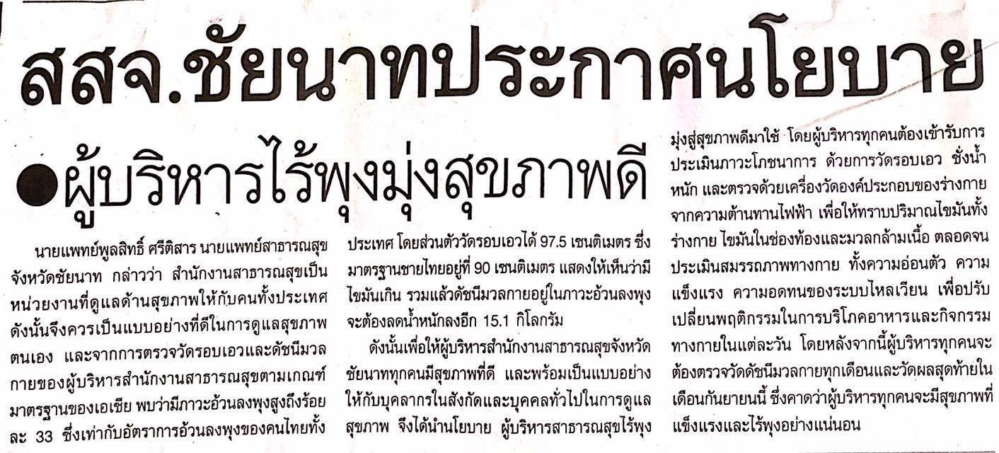 สสจ.ชัยนาทประกาศนโยบาย
●ผู้บริหารไร้พุงมุ่งสุขภาพดี
นายแพทย์พูลสิทธิ์ ศรีติสาร นายแพทย์สาธารณสุข
จังหวัดชัยนาท กล่าวว่า สำนักงานสาธารณสุขเป็น
หน่วยงานที่ดูแลด้านสุขภาพให้กับคนทั้งประเทศ
ดังนั้นจึงควรเป็นแบบอย่างที่ดีในการดูแลสุขภาพ
ตนเอง และจากการตรวจวัดรอบเอวและดัชนีมวล
กายของผู้บริหารสำนักงานสาธารณสุขตามเกณฑ์
มาตรฐานของเอเชีย พบว่ามีภาวะอ้วนลงพุงสูงถึงร้อย
ละ 33 ซึ่งเท่ากับอัตราการอ้วนลงพุงของคนไทยทั้ง
ประเทศ โดยส่วนตัววัดรอบเอวได้ 97.5 เซนติเมตร ซึ่ง
มาตรฐานชายไทยอยู่ที่ 90 เซนติเมตร แสดงให้เห็นว่ามี
ไขมันเกิน รวมแล้วดัชนีมวลกายอยู่ในภาวะอ้วนลงพุง
จะต้องลดน้ำหนักลงอีก 15.1 กิโลกรัม
ดังนั้นเพื่อให้ผู้บริหารสำนักงานสาธารณสุขจังหวัด
ชัยนาททุกคนมีสุขภาพที่ดี และพร้อมเป็นแบบอย่าง
ให้กับบุคลากรในสังกัดและบุคคลทั่วไปในการดูแล
สุขภาพ จึงได้นำนโยบาย ผู้บริหารสาธารณสุขไร้พุง
มุ่งสู่สุขภาพดีมาใช้ โดยผู้บริหารทุกคนต้องเข้ารับการ
ประเมินภาวะโภชนาการ ด้วยการวัดรอบเอว ชั่งน้ำ
หนัก และตรวจด้วยเครื่องวัดองค์ประกอบของร่างกาย
จากความต้านทานไฟฟ้า เพื่อให้ทราบปริมาณไขมันทั้ง
ร่างกาย ไขมันในช่องท้องและมวลกล้ามเนื้อ ตลอดจน
ประเมินสมรรถภาพทางกาย ทั้งความอ่อนตัว ความ
แข็งแรง ความอดทนของระบบไหลเวียน เพื่อปรับ
เปลี่ยนพฤติกรรมในการบริโภคอาหารและกิจกรรม
ทางกายในแต่ละวัน โดยหลังจากนี้ผู้บริหารทุกคนจะ
ต้องตรวจวัดดัชนีมวลกายทุกเดือนและวัดผลสุดท้ายใน
เดือนกันยายนนี้ ซึ่งคาดว่าผู้บริหารทุกคนจะมีสุขภาพที่
แข็งแรงและไร้พุงอย่างแน่นอน